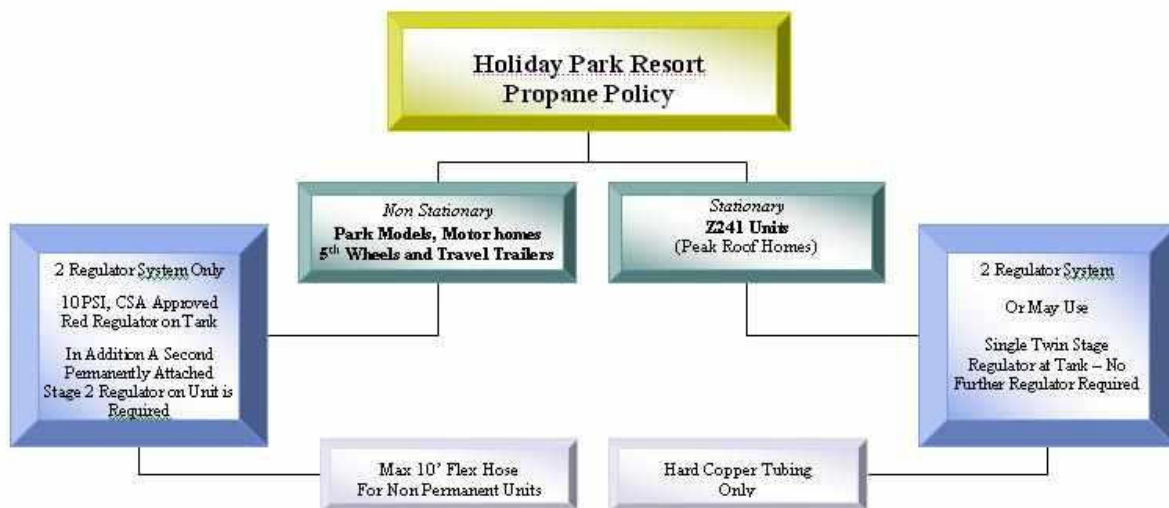 Holiday Park Resort
Propane Policy
Non Stationary
Park Models, Motor homes
5th Wheels and Travel Trailers
Stationary
Z241 Units
(Peak Roof Homes)
2 Regulator System Only
10 PSI, CSA Approved
Red Regulator on Tank
In Addition A Second
Permanently Attached
Stage 2 Regulator on Unit is
Required
2 Regulator System
Or May Use
Single Twin Stage
Regulator at Tank – No
Further Regulator Required
Max 10’ Flex Hose
For Non Permanent Units
Hard Copper Tubing
Only